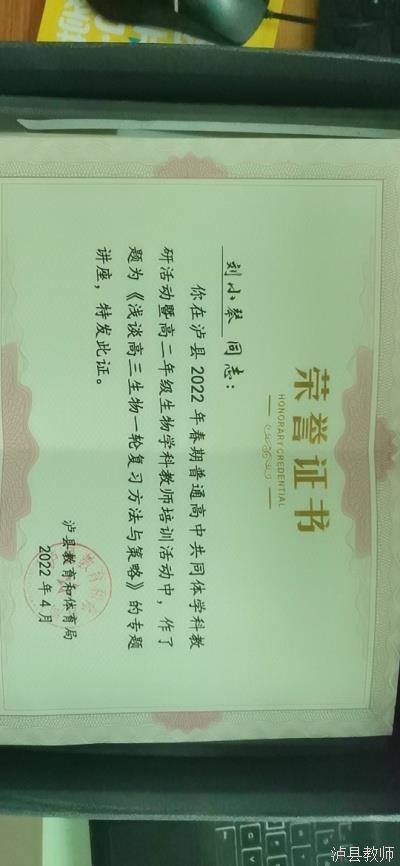 荣誉证书
HONORARY CREDENTIAL
刘小琴 同志：
你在泸县2022年春期普通高中共同体学科教
研活动暨高二年级生物学科教师培训活动中，作了
题为《浅谈高三生物一轮复习方法与策略》的专题
讲座，特发此证。
泸县教育和体育局
2022年4月
泸县教师